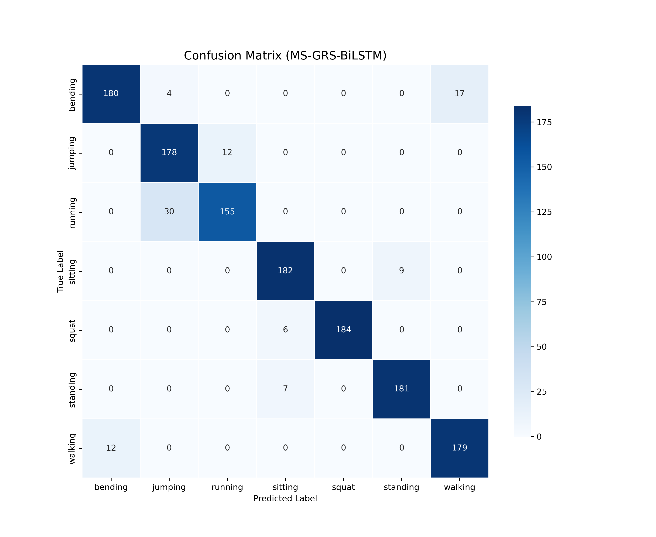 Confusion Matrix (MS-GRS-BiLSTM)
bending 180 4 0 0 0 0 17
jumping 0 178 12 0 0 0 0
running 0 30 155 0 0 0 0
sitting 0 0 0 182 0 9 0
squat 0 0 0 6 184 0 0
standing 0 0 0 7 0 181 0
walking 12 0 0 0 0 0 179
True Label
bending jumping running sitting squat standing walking
Predicted Label
175
150
125
100
75
50
25
0